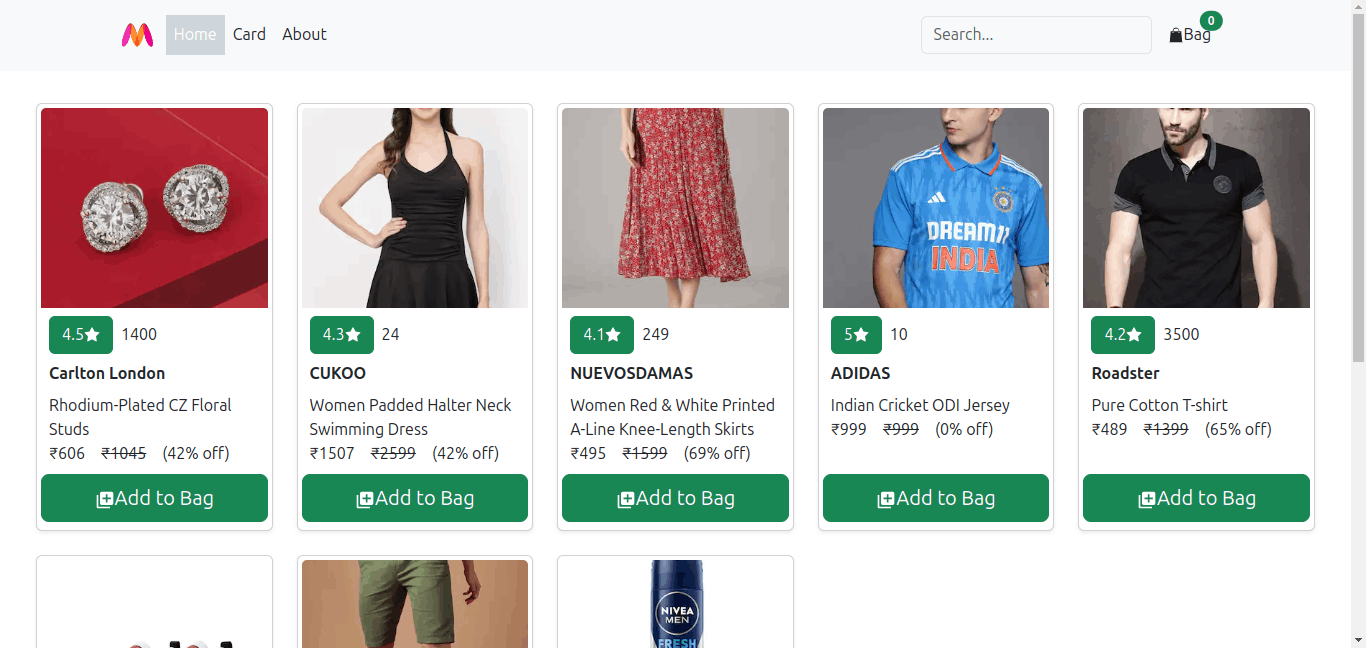 Home Card About Search... Bag 0
4.5★ 1400
Carlton London
Rhodium-Plated CZ Floral
Studs
₹606 ₹1045 (42% off)
Add to Bag
4.3★ 24
CUKOO
Women Padded Halter Neck
Swimming Dress
₹1507 ₹2599 (42% off)
Add to Bag
4.1★ 249
NUEVOSDAMAS
Women Red & White Printed
A-Line Knee-Length Skirts
₹495 ₹1599 (69% off)
Add to Bag
DREAM11
INDIA
5★ 10
ADIDAS
Indian Cricket ODI Jersey
₹999 ₹999 (0% off)
Add to Bag
4.2★ 3500
Roadster
Pure Cotton T-shirt
₹489 ₹1399 (65% off)
Add to Bag
NIVEA
MEN
FRESH